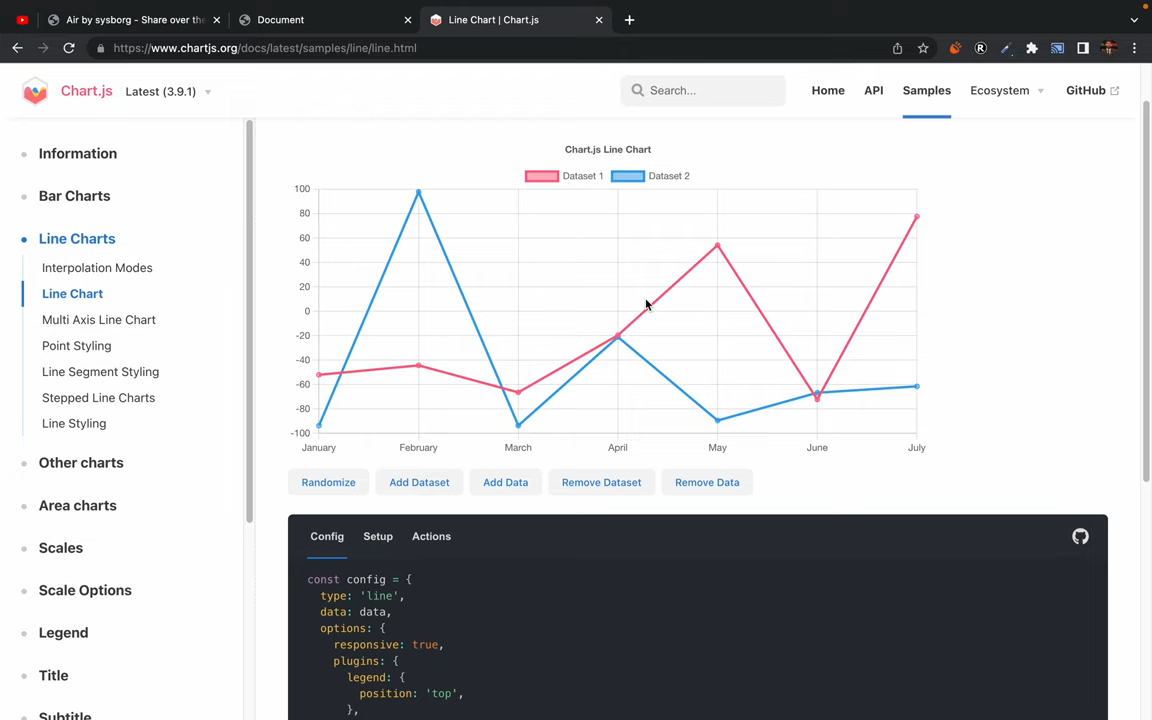 Air by sysborg - Share over the
Document
Line Chart | Chart.js
https://www.chartjs.org/docs/latest/samples/line/line.html
Chart.js
Latest (3.9.1)
Search...
Home
API
Samples
Ecosystem
GitHub
Information
Bar Charts
Line Charts
Interpolation Modes
Line Chart
Multi Axis Line Chart
Point Styling
Line Segment Styling
Stepped Line Charts
Line Styling
Other charts
Area charts
Scales
Scale Options
Legend
Title
Subtitle
Chart.js Line Chart
Dataset 1
Dataset 2
100
80
60
40
20
0
-20
-40
-60
-80
-100
January
February
March
April
May
June
July
Randomize
Add Dataset
Add Data
Remove Dataset
Remove Data
Config
Setup
Actions
const config = {
type: 'line',
data: data,
options: {
responsive: true,
plugins: {
legend: {
position: 'top',
},